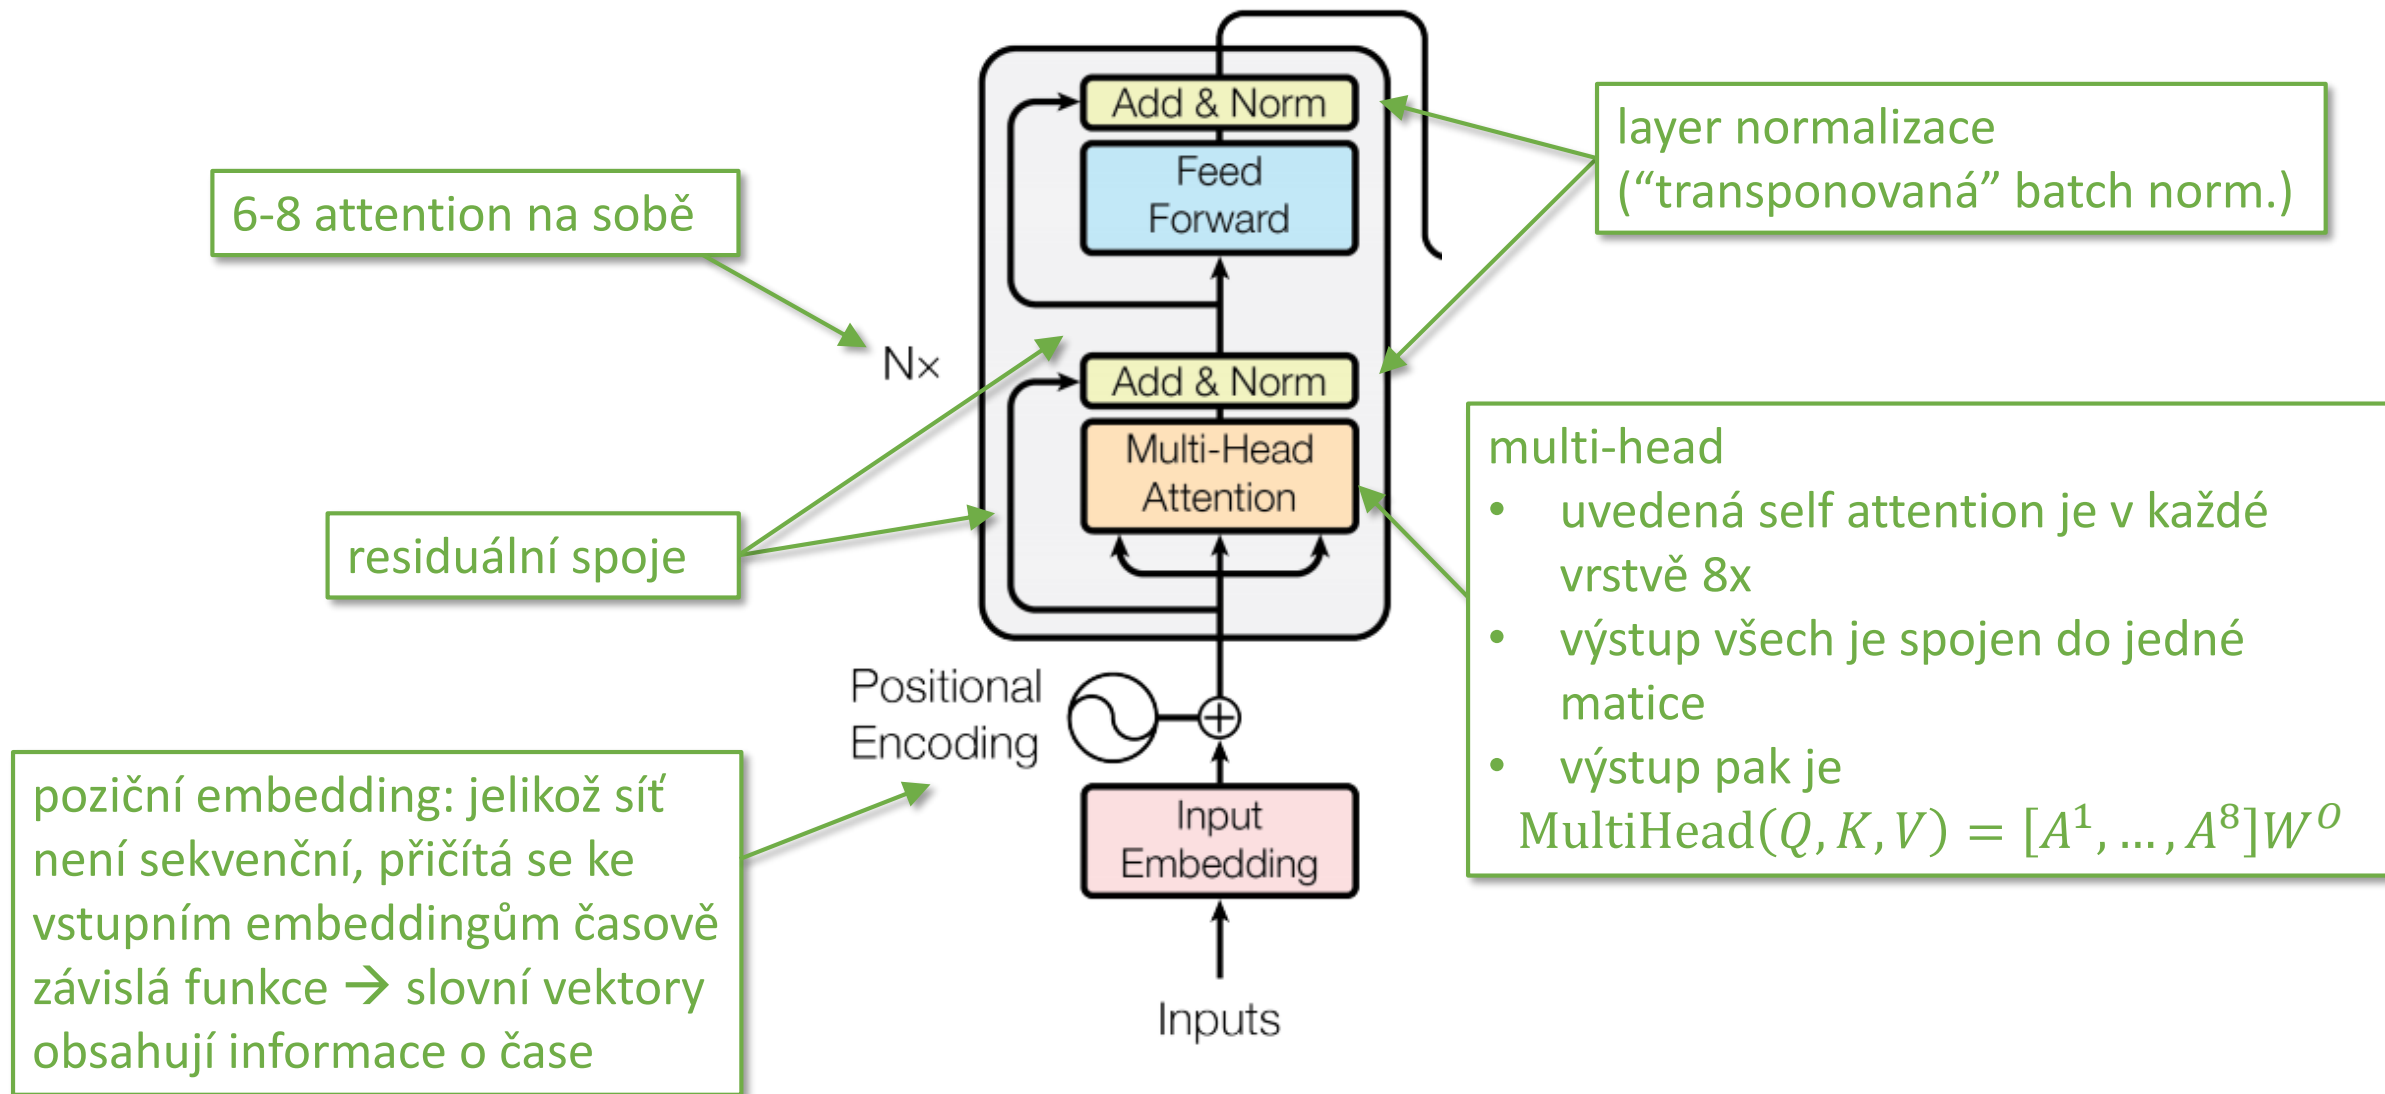 Add & Norm
Feed
Forward
Add & Norm
Multi-Head
Attention
N×
Positional
Encoding
Input
Embedding
Inputs
6-8 attention na sobě
residuální spoje
poziční embedding: jelikož síť
není sekvenční, přičítá se ke
vstupním embeddingům časově
závislá funkce → slovní vektory
obsahují informace o čase
layer normalizace
(“transponovaná” batch norm.)
multi-head
• uvedená self attention je v každé
vrstvě 8x
• výstup všech je spojen do jedné
matice
• výstup pak je
MultiHead(Q, K, V) = [A¹, … , A⁸]Wᴼ